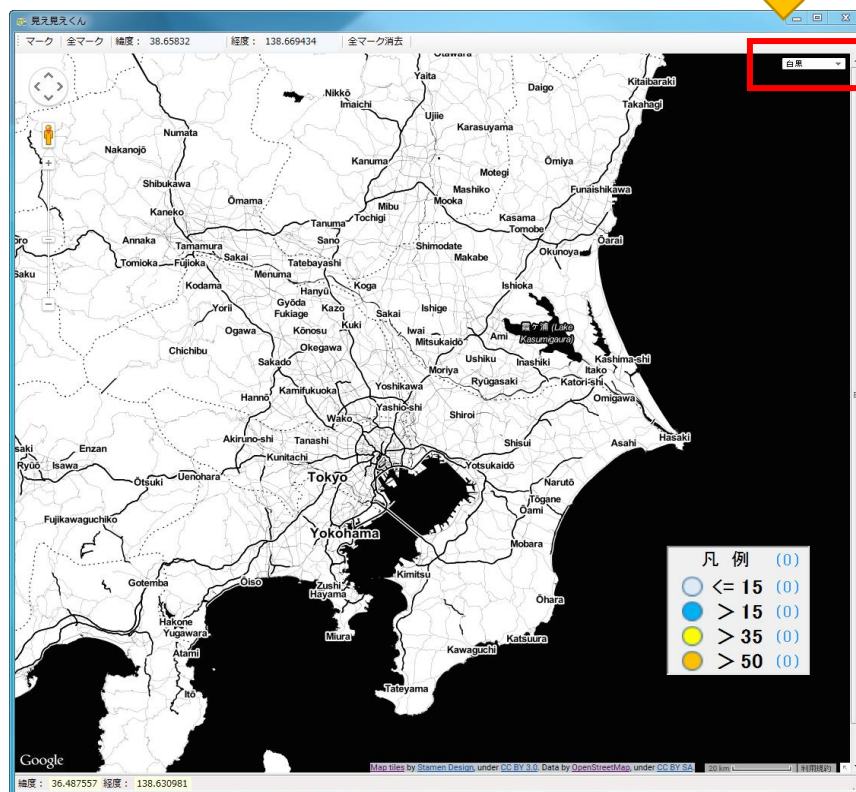 見え見えくん
マーク 全マーク 緯度： 38.65832 経度： 138.669434 全マーク消去
白黒
Otawara
Yaita
Kitaibaraki
Daigo
Nikkō
Imaichi
Takahagi
Ujiie
Karasuyama
Numata
Nakanojō
Kanuma
Ōmiya
Motegi
Shibukawa
Mashiko
Funaishikawa
Ōmama
Mibu
Mooka
Kaneko
Tochigi
Kasama
Tanuma
Tomobe
Annaka
Sano
Ōarai
Tamamura
Shimodate
Okunoya
Sakai
Makabe
Tomioka
Fujioka
Tatebayashi
Saku
Menuma
Kodama
Koga
Ishioka
Hanyū
Gyōda
Yorii
Kazo
Ishige
Fukiage
Sakai
Kuki
霞ヶ浦 (Lake
Kasumigaura)
Ogawa
Kōnosu
Iwai
Ami
Mitsukaidō
Okegawa
Chichibu
Ushiku
Kashima-shi
Sakado
Inashiki
Itako
Moriya
Ryūgasaki
Katori-shi
Yoshikawa
Kamifukuoka
Hannō
Omigawa
Yashio-shi
Shiroi
Wako
Akiruno-shi
Tanashi
Hasaki
Shisui
Asahi
saki
Enzan
Kunitachi
Ryūō
Isawa
Yotsukaidō
Uenohara
Tokyo
Ōtsuki
Narutō
Tōgane
Ōami
Fujikawaguchiko
Yokohama
Mobara
Kimitsu
Gotemba
Ōiso
Zushi
Hayama
Ōhara
Hakone
Yugawara
Miura
Katsuura
Atami
Kawaguchi
Itō
Tateyama
凡 例 (0)
<= 15 (0)
> 15 (0)
> 35 (0)
> 50 (0)
Google
Map tiles by Stamen Design, under CC BY 3.0. Data by OpenStreetMap, under CC BY SA. 20 km 利用規約
緯度： 36.487557 経度： 138.630981